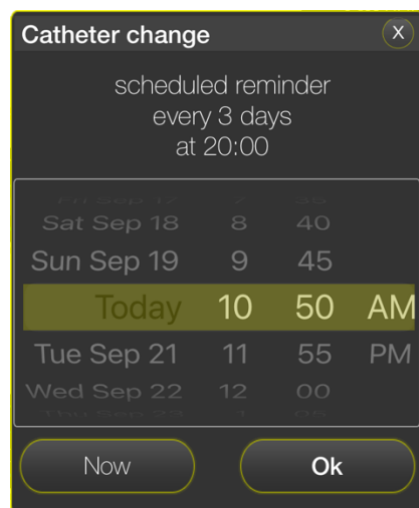 Catheter change
X
scheduled reminder
every 3 days
at 20:00
Sat Sep 18 8 40
Sun Sep 19 9 45
Today 10 50 AM
Tue Sep 21 11 55 PM
Wed Sep 22 12 00
Now
Ok